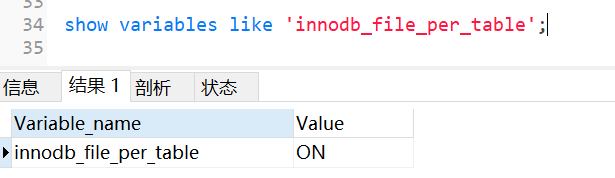 33
34 show variables like 'innodb_file_per_table';
35
信息 结果 1 剖析 状态
Variable_name Value
innodb_file_per_table ON